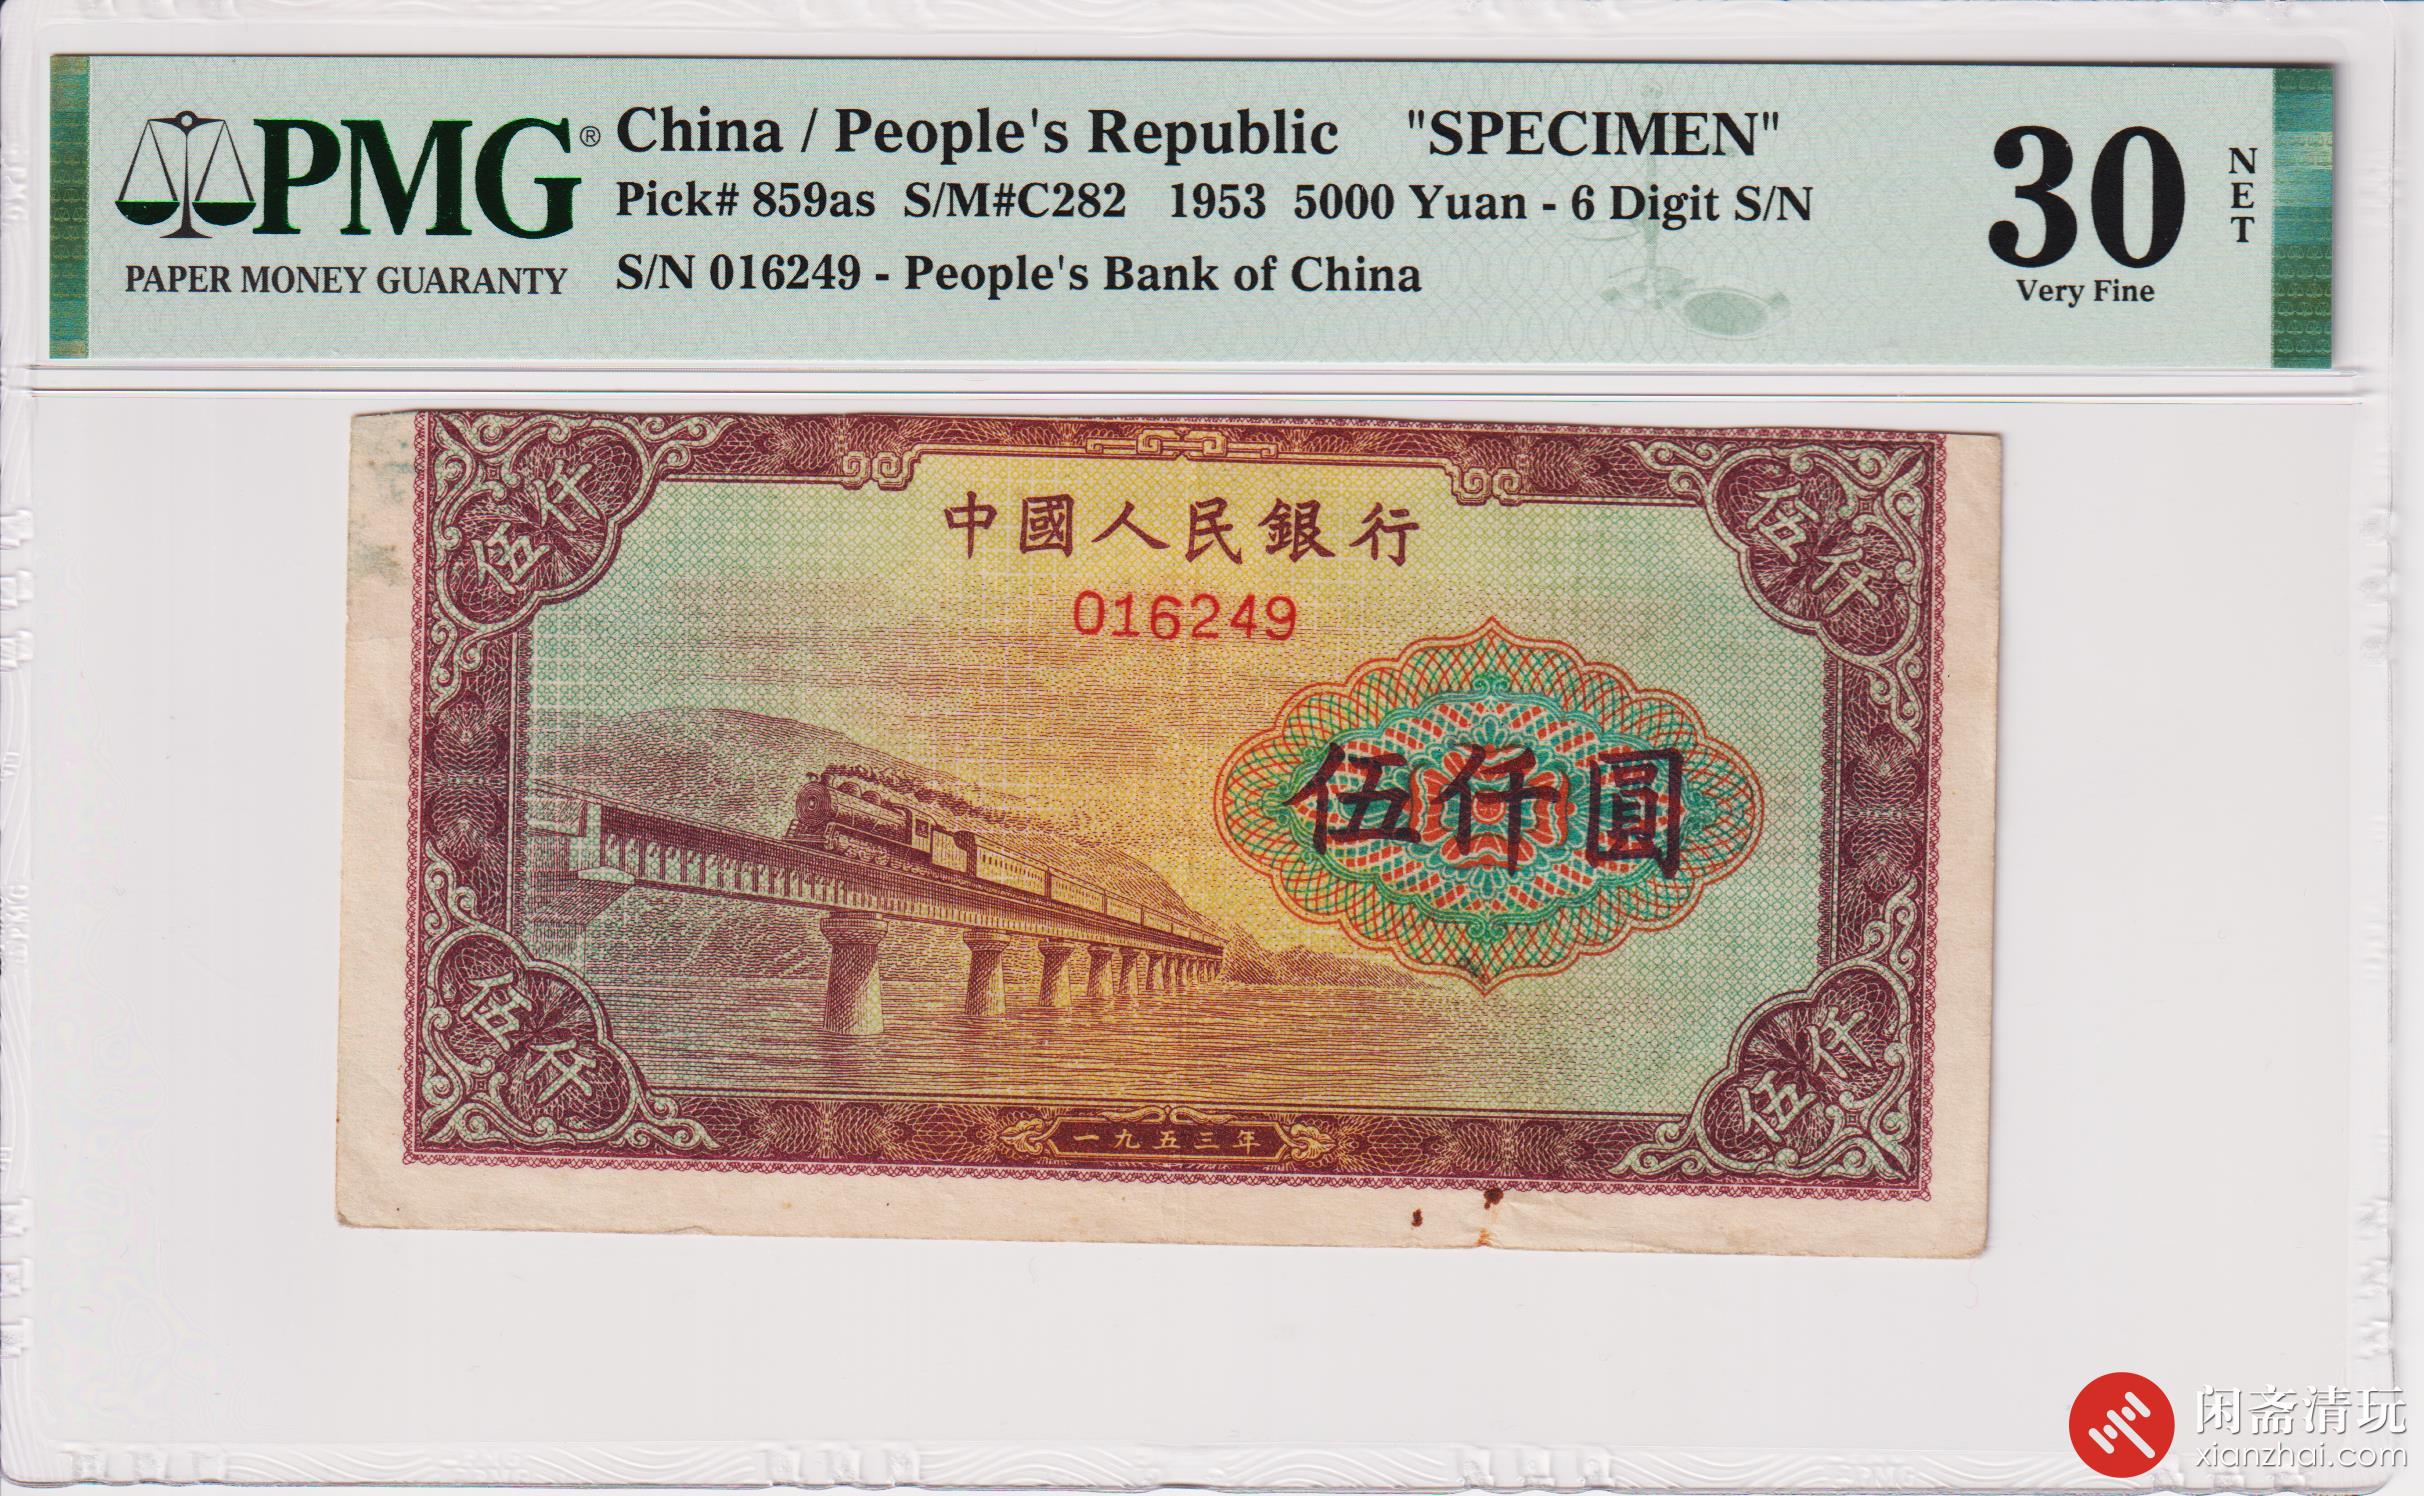 PMG® China / People's Republic "SPECIMEN"
Pick# 859as S/M#C282 1953 5000 Yuan - 6 Digit S/N
PAPER MONEY GUARANTY
S/N 016249 - People's Bank of China
30
NET
Very Fine
伍仟
中國人民銀行
伍仟
016249
伍仟圓
伍仟
一九五三年
伍仟
闲斋清玩
xianzhai.com